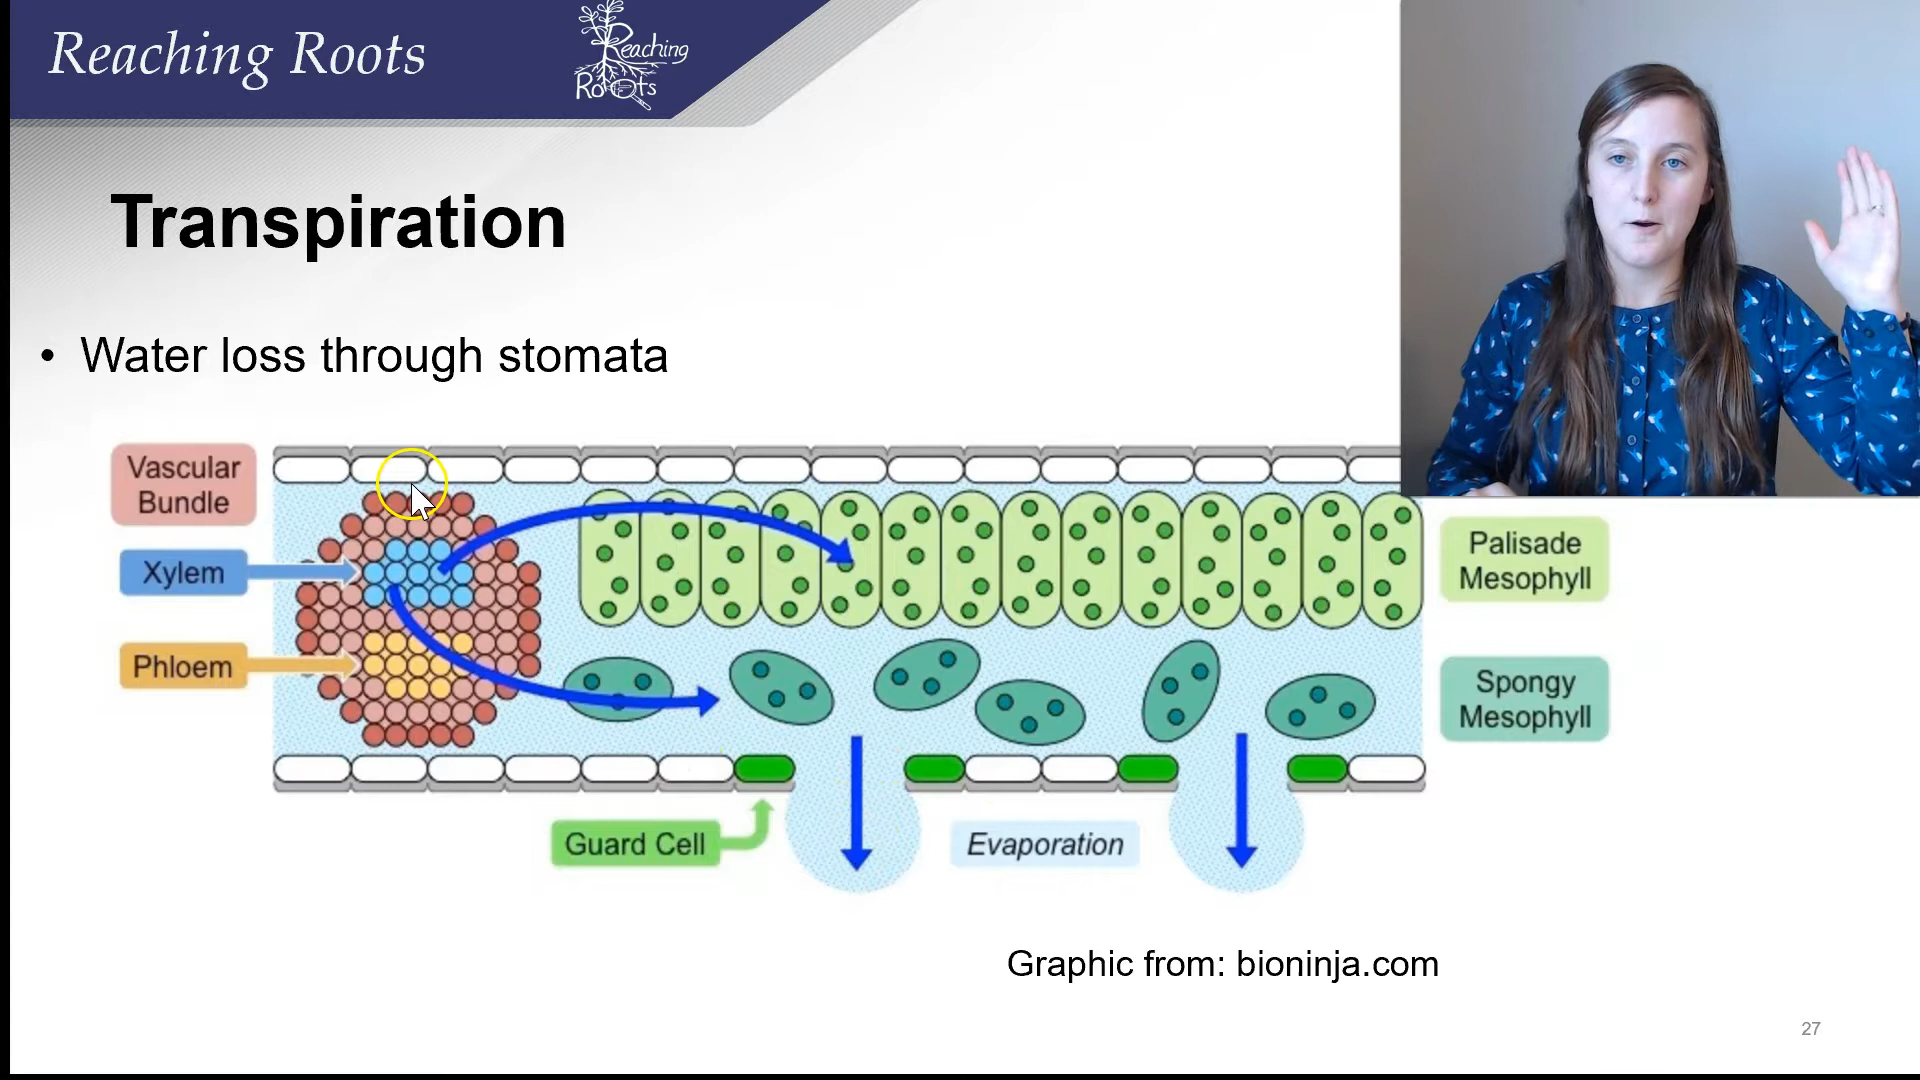 Reaching Roots
Reaching
Roots
Transpiration
• Water loss through stomata
Vascular
Bundle
Xylem
Phloem
Palisade
Mesophyll
Spongy
Mesophyll
Guard Cell
Evaporation
Graphic from: bioninja.com
27